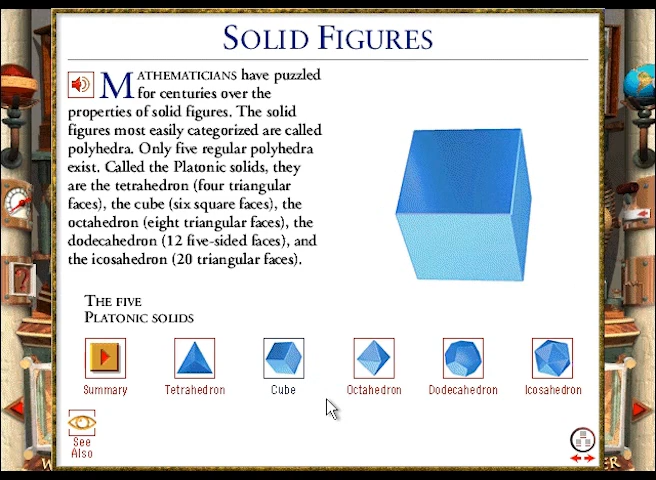 SOLID FIGURES
MATHEMATICIANS have puzzled
for centuries over the
properties of solid figures. The solid
figures most easily categorized are called
polyhedra. Only five regular polyhedra
exist. Called the Platonic solids, they
are the tetrahedron (four triangular
faces), the cube (six square faces), the
octahedron (eight triangular faces), the
dodecahedron (12 five-sided faces), and
the icosahedron (20 triangular faces).
THE FIVE
PLATONIC SOLIDS
Summary
Tetrahedron
Cube
Octahedron
Dodecahedron
Icosahedron
See
Also